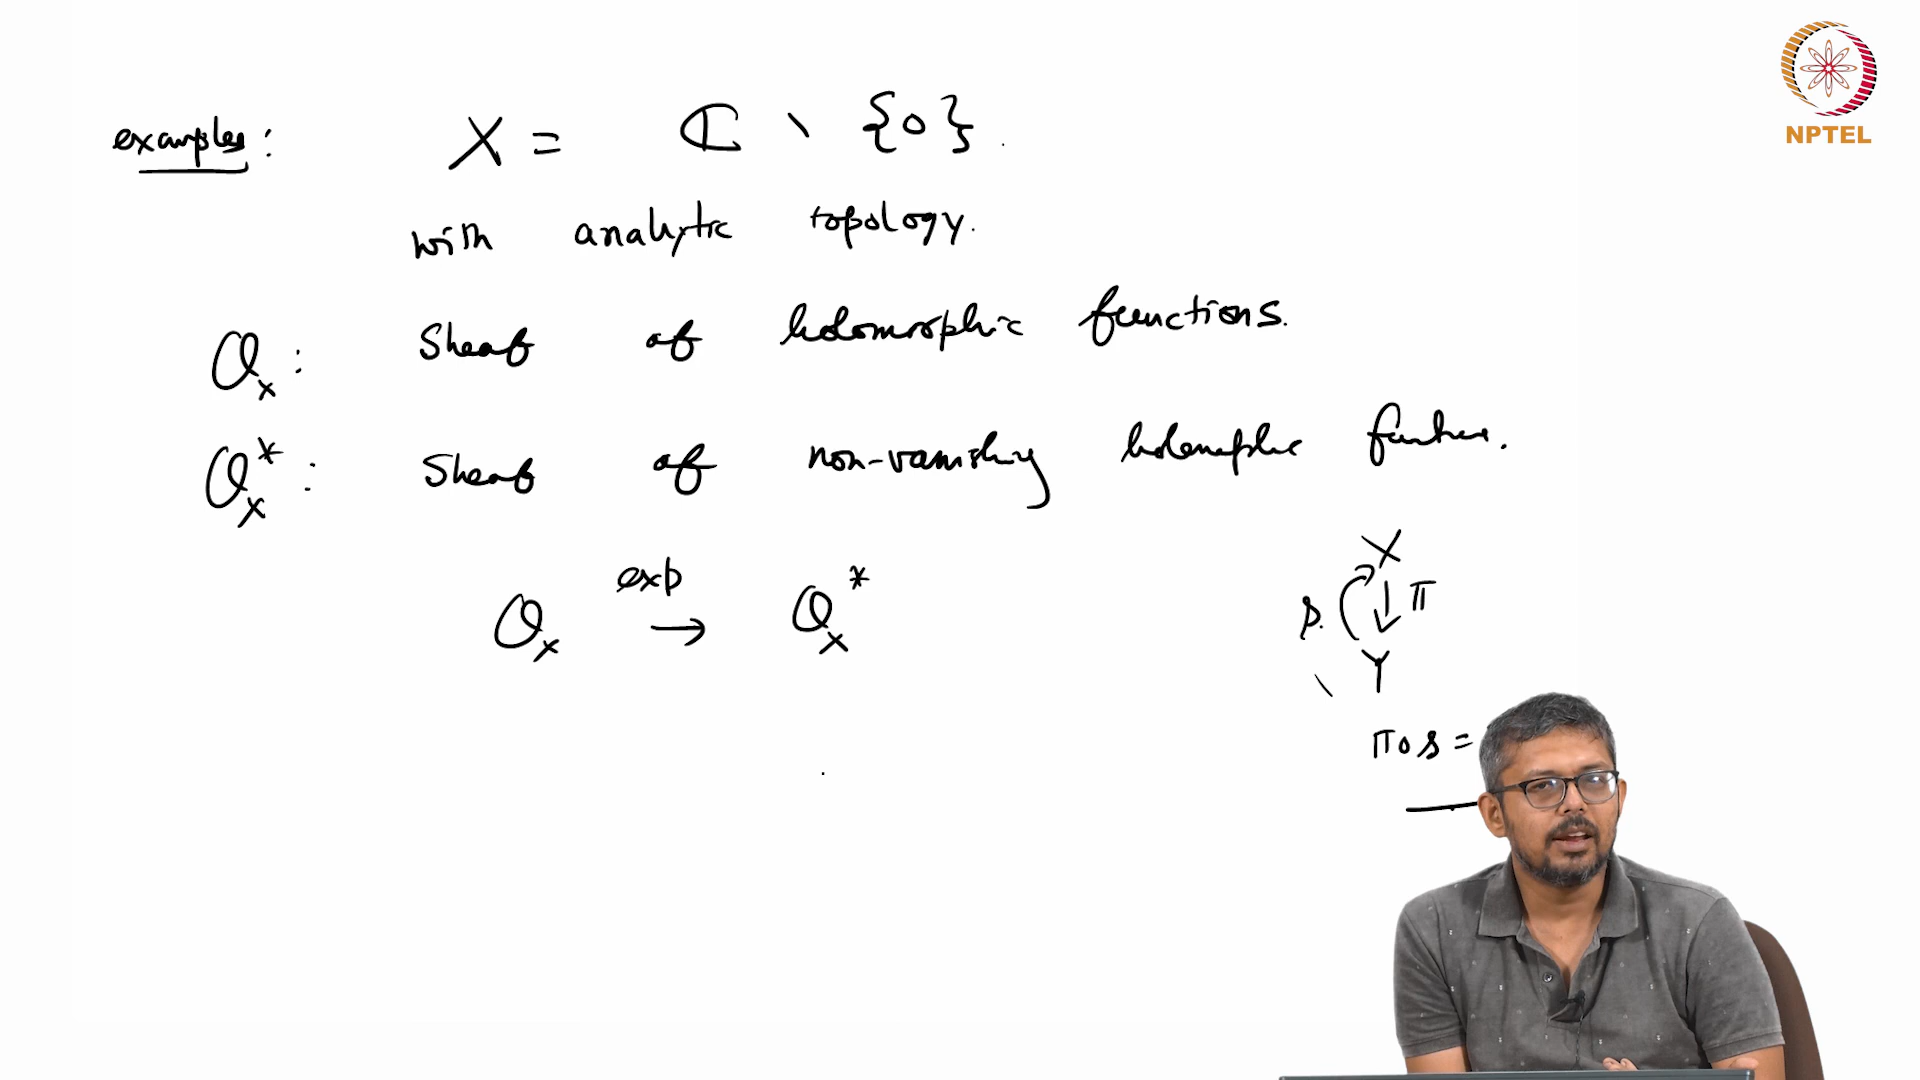 examples: X = ℂ \ {0}.
with analytic topology.
𝒪_X : Sheaf of holomorphic functions.
𝒪_X^* : Sheaf of non-vanishing holomorphic functions.
𝒪_X exp → 𝒪_X^*
X
s. ↓ π
Y
π∘s =
NPTEL